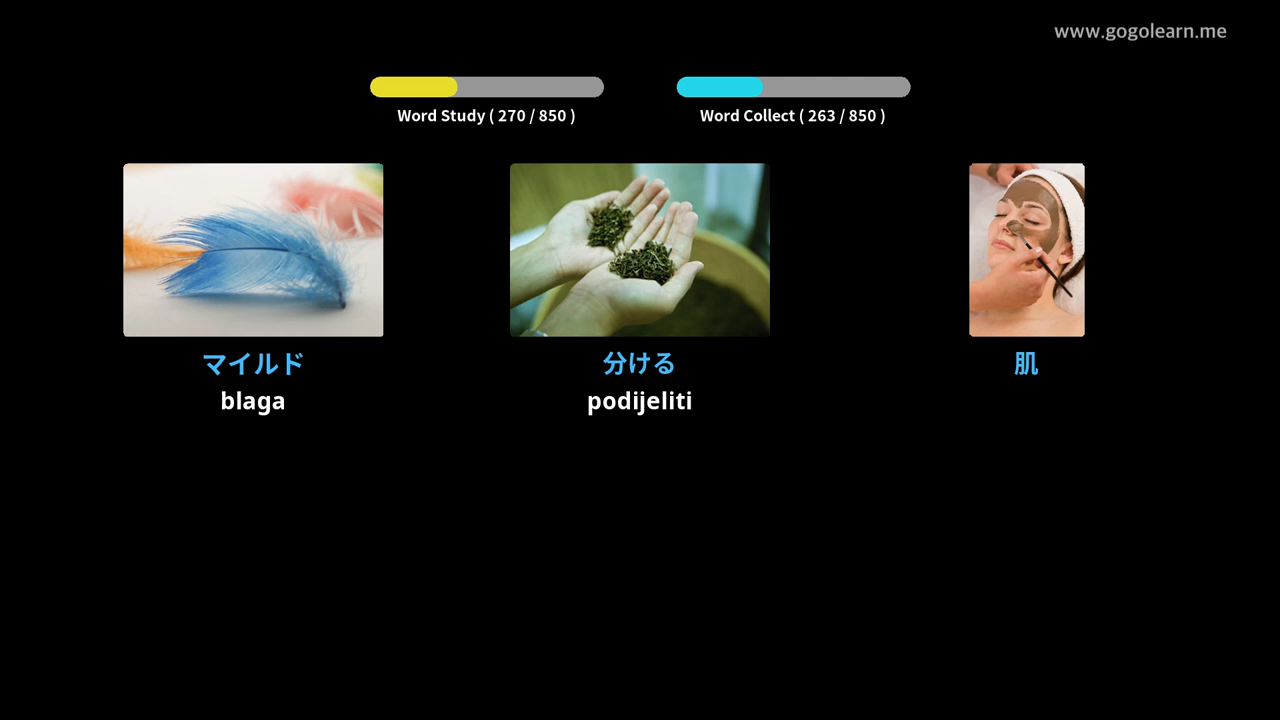 www.gogolearn.me
Word Study ( 270 / 850 )
Word Collect ( 263 / 850 )
マイルド
blaga
分ける
podijeliti
肌